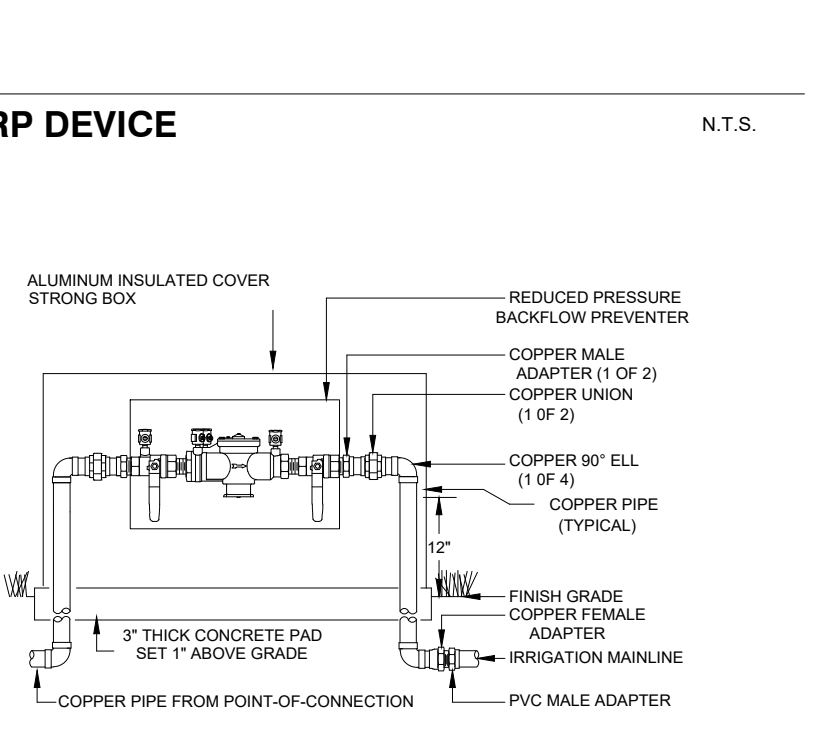 RP DEVICE
N.T.S.
ALUMINUM INSULATED COVER
STRONG BOX
REDUCED PRESSURE
BACKFLOW PREVENTER
COPPER MALE
ADAPTER (1 OF 2)
COPPER UNION
(1 0F 2)
COPPER 90° ELL
(1 0F 4)
COPPER PIPE
(TYPICAL)
12"
FINISH GRADE
COPPER FEMALE
ADAPTER
3" THICK CONCRETE PAD
SET 1" ABOVE GRADE
IRRIGATION MAINLINE
COPPER PIPE FROM POINT-OF-CONNECTION
PVC MALE ADAPTER